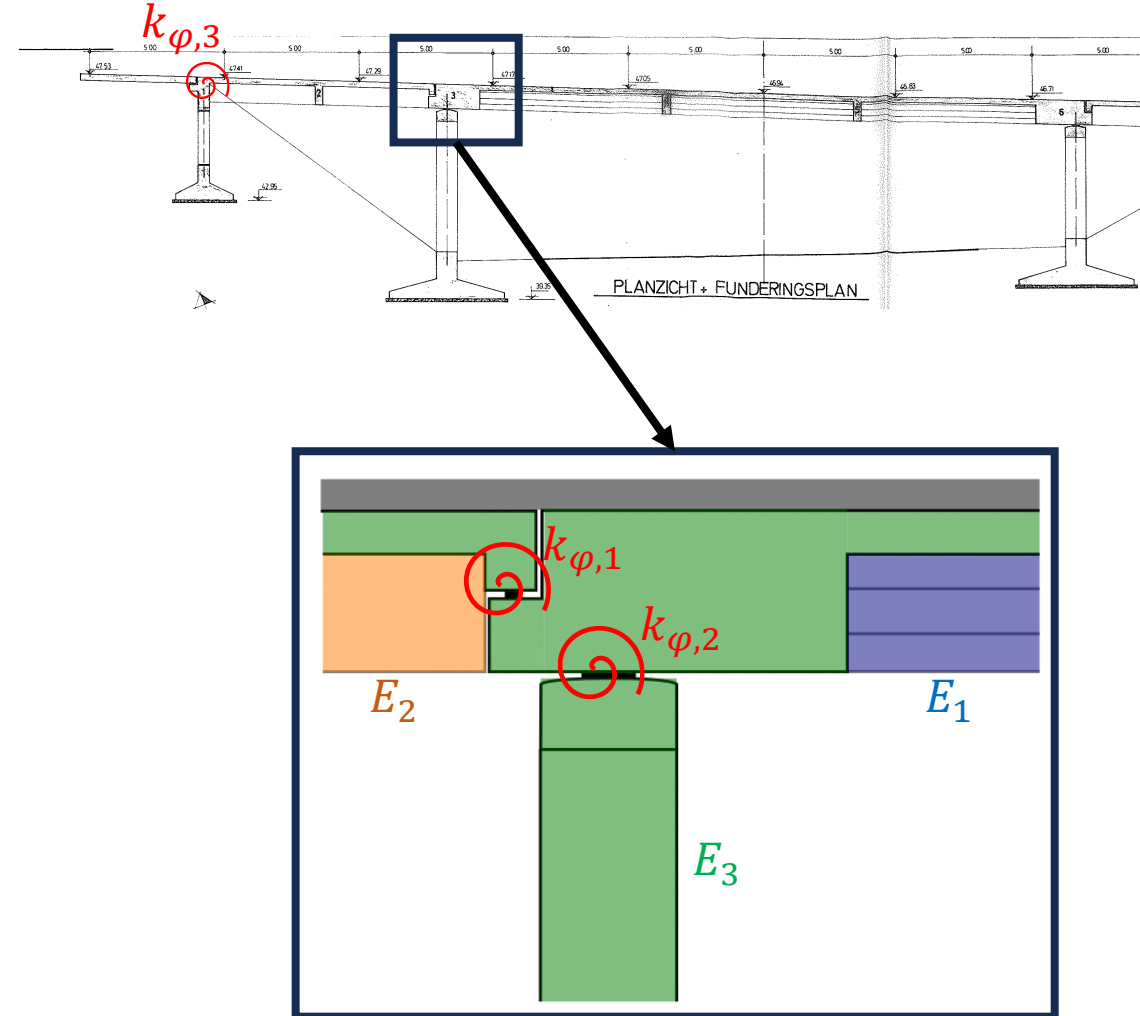 kφ,3
5.00 5.00 5.00 5.00 5.00 5.00 5.00 5.00
47.53 47.41 47.29 47.17 47.05 46.94 46.83 46.71
1 2 3 6
42.95
39.35
PLANZICHT + FUNDERINGSPLAN
kφ,1
kφ,2
E2 E1
E3